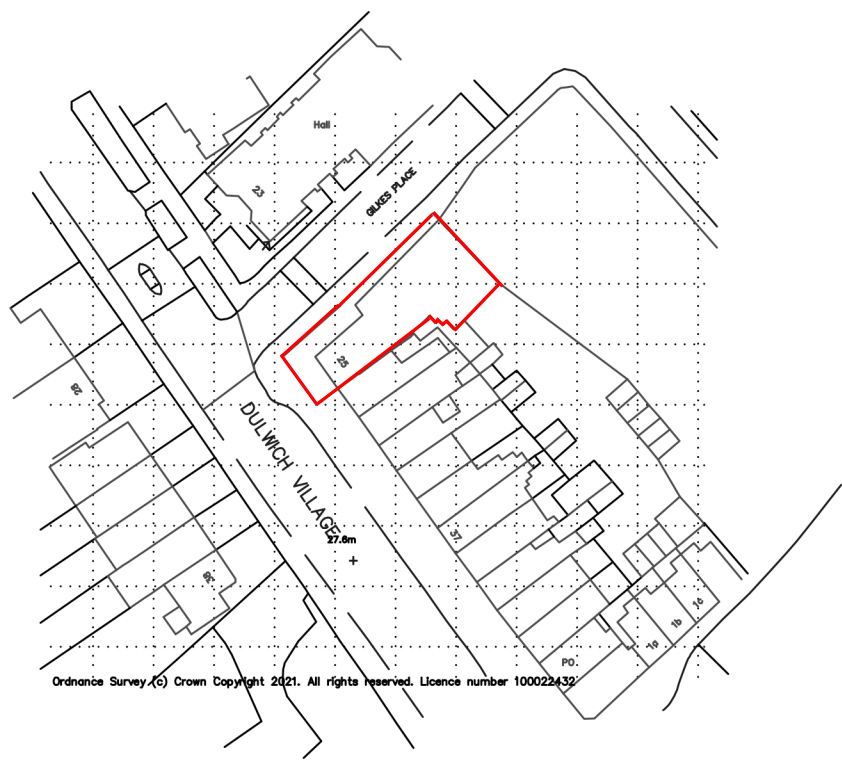 Hall
23
GILKES PLACE
25
28
DULWICH VILLAGE
27.6m
37
38
1c
1b
1a
PO
Ordnance Survey,(c) Crown Copyright 2021. All rights reserved. Licence number 100022432